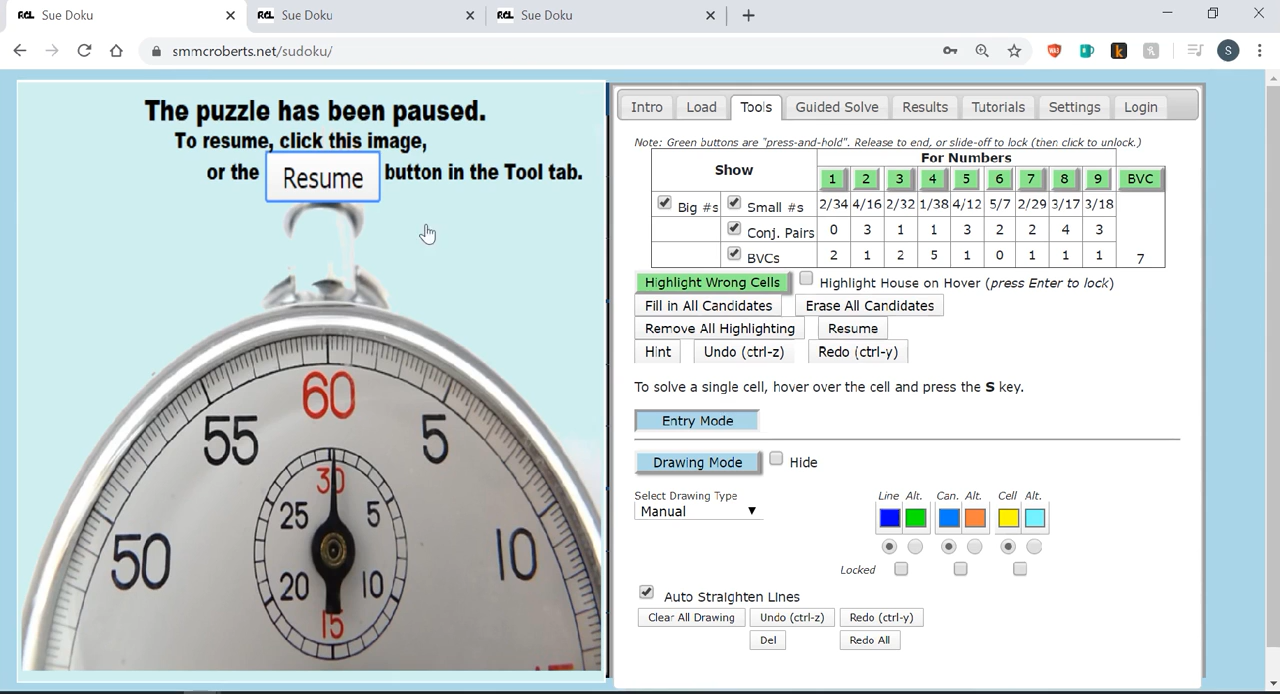 RCL Sue Doku
RCL Sue Doku
RCL Sue Doku
smmcroberts.net/sudoku/
S
The puzzle has been paused.
To resume, click this image,
or the Resume button in the Tool tab.
60
55
5
50
10
30
25
5
20
10
15
Intro Load Tools Guided Solve Results Tutorials Settings Login
Note: Green buttons are "press-and-hold". Release to end, or slide-off to lock (then click to unlock.)
Show For Numbers
1 2 3 4 5 6 7 8 9 BVC
Big #s Small #s 2/34 4/16 2/32 1/38 4/12 5/7 2/29 3/17 3/18
Conj. Pairs 0 3 1 1 3 2 2 4 3
BVCs 2 1 2 5 1 0 1 1 1 7
Highlight Wrong Cells Highlight House on Hover (press Enter to lock)
Fill in All Candidates Erase All Candidates
Remove All Highlighting Resume
Hint Undo (ctrl-z) Redo (ctrl-y)
To solve a single cell, hover over the cell and press the S key.
Entry Mode
Drawing Mode Hide
Select Drawing Type Line Alt. Can. Alt. Cell Alt.
Manual
Locked
Auto Straighten Lines
Clear All Drawing Undo (ctrl-z) Redo (ctrl-y)
Del Redo All